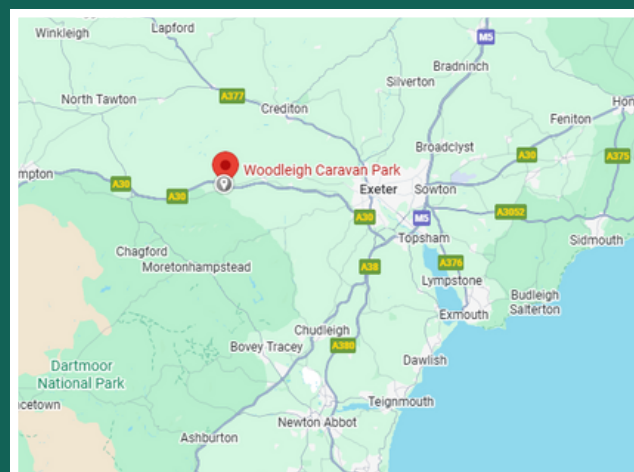 Winkleigh
Lapford
M5
Bradninch
Silverton
North Tawton
A377
Crediton
Feniton
Hon
Broadclyst
A30
A375
mpton
Woodleigh Caravan Park
A30
A30
Exeter
Sowton
A30
M5
A3052
Topsham
Sidmouth
Chagford
Moretonhampstead
A38
A376
Lympstone
Budleigh
Salterton
Exmouth
Chudleigh
Bovey Tracey
A380
Dawlish
Dartmoor
National Park
Teignmouth
ncetown
Newton Abbot
Ashburton